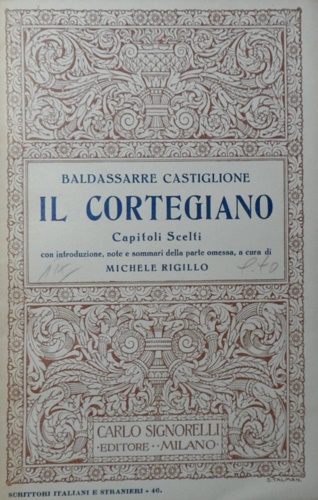 BALDASSARRE CASTIGLIONE
IL CORTEGIANO
Capitoli Scelti
con introduzione, note e sommari della parte omessa, a cura di
MICHELE RIGILLO
CARLO SIGNORELLI
·EDITORE··MILANO·
SCRITTORI ITALIANI E STRANIERI - 46.